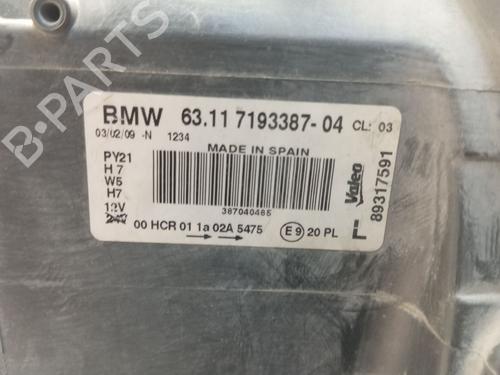 BMW 63.11 7193387-04 CL: 03
03/02/09 -N 1234
MADE IN SPAIN
PY21
H7
W5
H7
12V
24V
387040465
00 HCR 01 1a 02A 5475 E9 20 PL
Valeo
89317591
B-PARTS